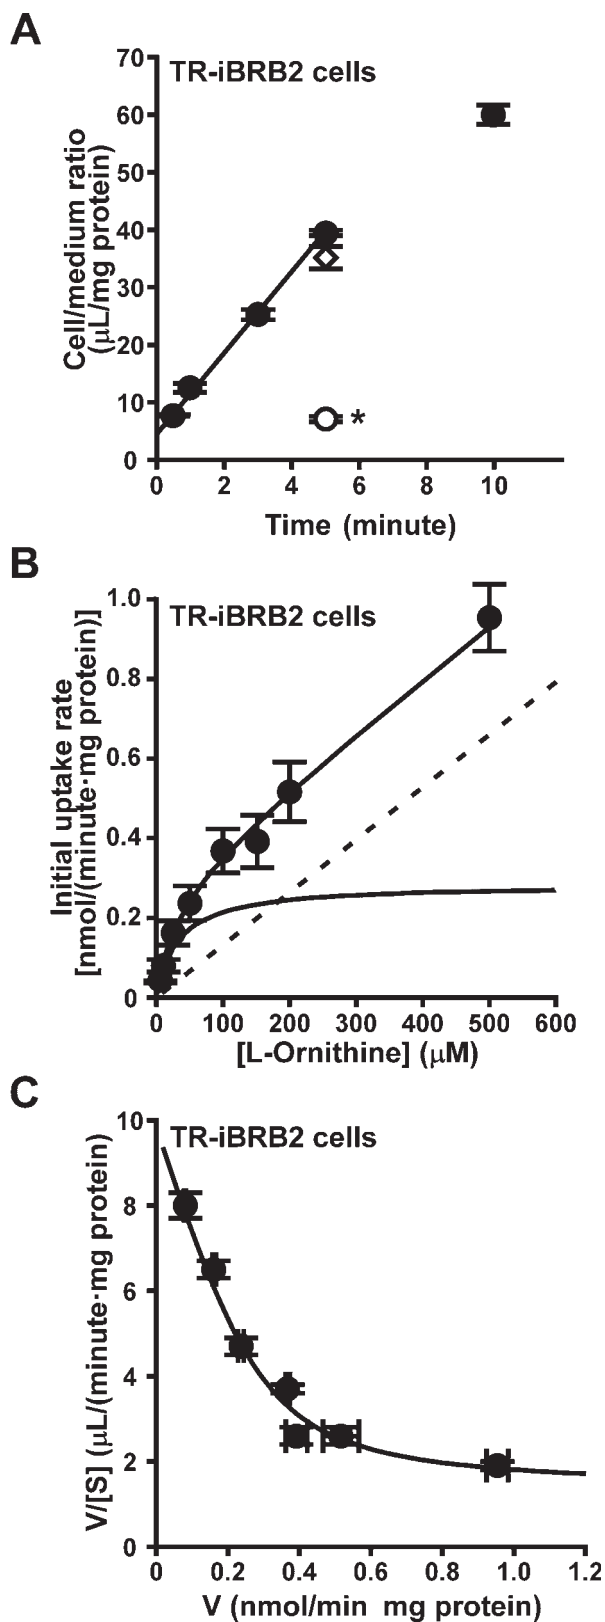 A
TR-iBRB2 cells
Cell/medium ratio
(μL/mg protein)
70
60
50
40
30
20
10
0
*
0 2 4 6 8 10
Time (minute)
B
TR-iBRB2 cells
Initial uptake rate
[nmol/(minute·mg protein)]
1.0
0.8
0.6
0.4
0.2
0
0 100 200 300 400 500 600
[L-Ornithine] (μM)
C
TR-iBRB2 cells
V/[S] (μL/(minute·mg protein)
10
8
6
4
2
0
0 0.2 0.4 0.6 0.8 1.0 1.2
V (nmol/min mg protein)